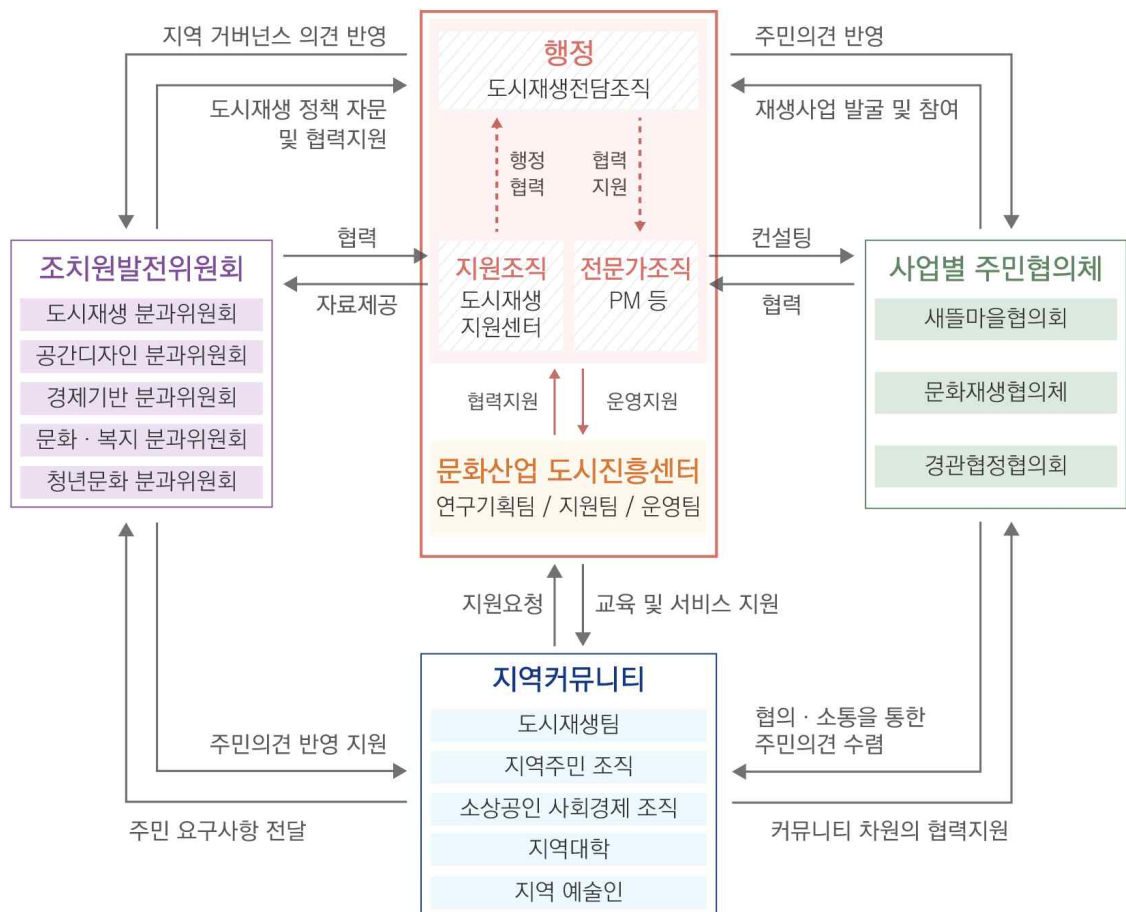 지역 거버넌스 의견 반영
도시재생 정책 자문
및 협력지원
행정
도시재생전담조직
행정
협력
협력
지원
주민의견 반영
재생사업 발굴 및 참여
협력
자료제공
지원조직
도시재생
지원센터
전문가조직
PM 등
컨설팅
협력
조치원발전위원회
도시재생 분과위원회
공간디자인 분과위원회
경제기반 분과위원회
문화 · 복지 분과위원회
청년문화 분과위원회
사업별 주민협의체
새뜰마을협의회
문화재생협의체
경관협정협의회
협력지원
운영지원
문화산업 도시진흥센터
연구기획팀 / 지원팀 / 운영팀
지원요청
교육 및 서비스 지원
주민의견 반영 지원
주민 요구사항 전달
지역커뮤니티
도시재생팀
지역주민 조직
소상공인 사회경제 조직
지역대학
지역 예술인
협의 · 소통을 통한
주민의견 수렴
커뮤니티 차원의 협력지원